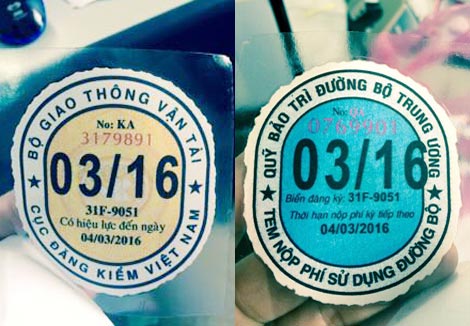 BỘ GIAO THÔNG VẬN TẢI
No: KA
3179891
03/16
31F-9051
Có hiệu lực đến ngày
04/03/2016
CỤC ĐĂNG KIỂM VIỆT NAM
QUỸ BẢO TRÌ ĐƯỜNG BỘ TRUNG ƯƠNG
No:
0769901
03/16
Biển đăng ký: 31F-9051
Thời hạn nộp phí kỳ tiếp theo
04/03/2016
TEM NỘP PHÍ SỬ DỤNG ĐƯỜNG BỘ